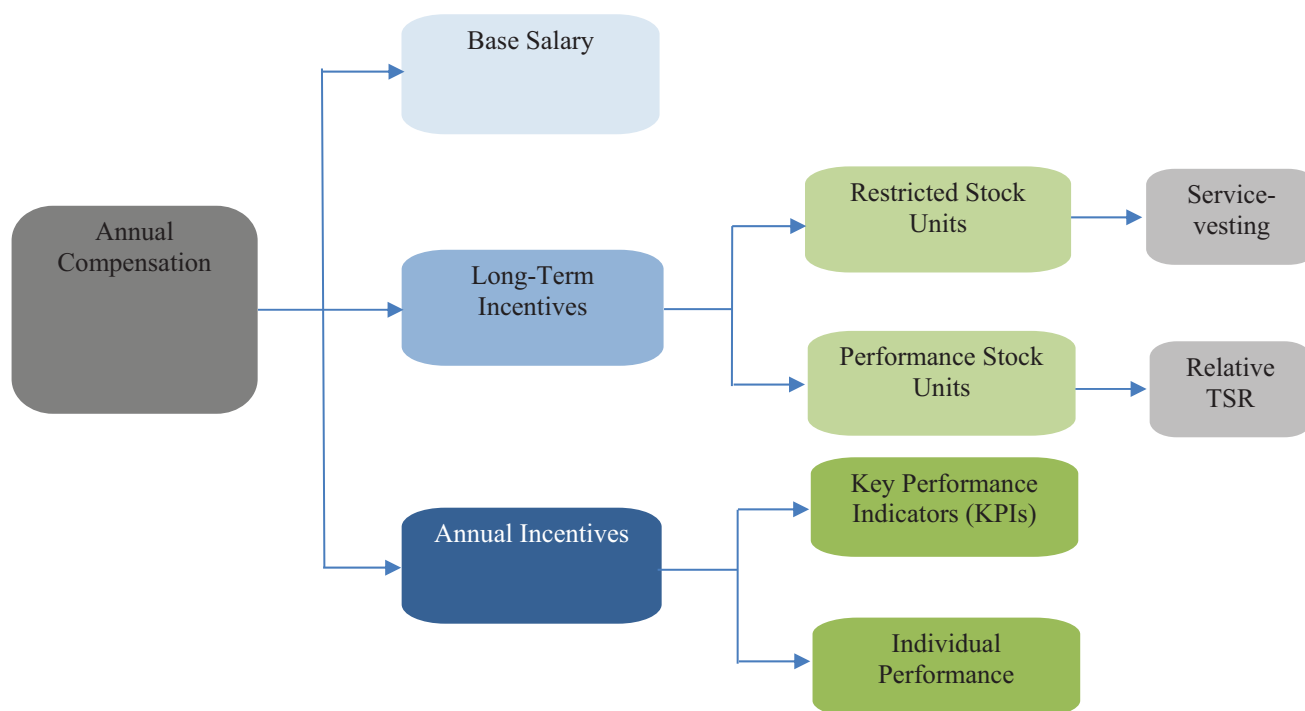 Base Salary
Annual
Compensation
Long-Term
Incentives
Restricted Stock
Units
Service-
vesting
Performance Stock
Units
Relative
TSR
Annual Incentives
Key Performance
Indicators (KPIs)
Individual
Performance